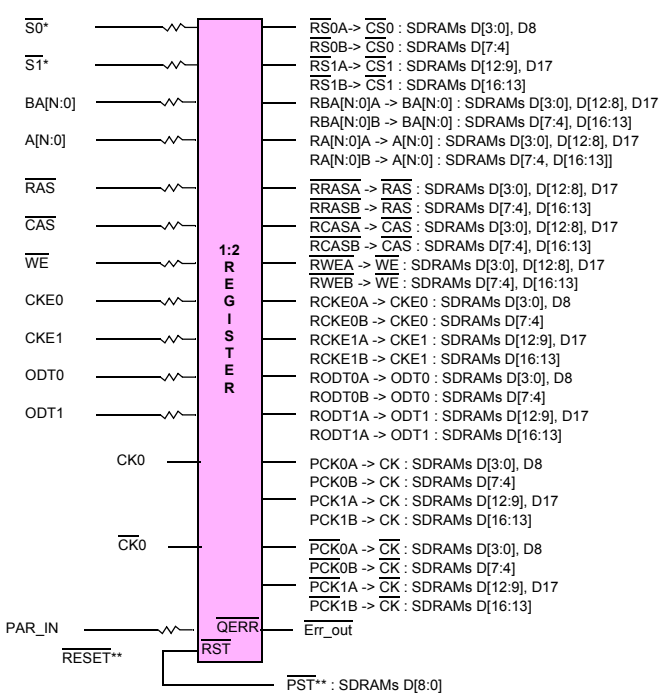 S0*
S1*
BA[N:0]
A[N:0]
RAS
CAS
WE
CKE0
CKE1
ODT0
ODT1
CK0
CK0
PAR_IN
RESET**
1:2
R
E
G
I
S
T
E
R
QERR
RST
RS0A-> CS0 : SDRAMs D[3:0], D8
RS0B-> CS0 : SDRAMs D[7:4]
RS1A-> CS1 : SDRAMs D[12:9], D17
RS1B-> CS1 : SDRAMs D[16:13]
RBA[N:0]A -> BA[N:0] : SDRAMs D[3:0], D[12:8], D17
RBA[N:0]B -> BA[N:0] : SDRAMs D[7:4], D[16:13]
RA[N:0]A -> A[N:0] : SDRAMs D[3:0], D[12:8], D17
RA[N:0]B -> A[N:0] : SDRAMs D[7:4, D[16:13]]
RRASA -> RAS : SDRAMs D[3:0], D[12:8], D17
RRASB -> RAS : SDRAMs D[7:4], D[16:13]
RCASA -> CAS : SDRAMs D[3:0], D[12:8], D17
RCASB -> CAS : SDRAMs D[7:4], D[16:13]
RWEA -> WE : SDRAMs D[3:0], D[12:8], D17
RWEB -> WE : SDRAMs D[7:4], D[16:13]
RCKE0A -> CKE0 : SDRAMs D[3:0], D8
RCKE0B -> CKE0 : SDRAMs D[7:4]
RCKE1A -> CKE1 : SDRAMs D[12:9], D17
RCKE1B -> CKE1 : SDRAMs D[16:13]
RODT0A -> ODT0 : SDRAMs D[3:0], D8
RODT0B -> ODT0 : SDRAMs D[7:4]
RODT1A -> ODT1 : SDRAMs D[12:9], D17
RODT1A -> ODT1 : SDRAMs D[16:13]
PCK0A -> CK : SDRAMs D[3:0], D8
PCK0B -> CK : SDRAMs D[7:4]
PCK1A -> CK : SDRAMs D[12:9], D17
PCK1B -> CK : SDRAMs D[16:13]
PCK0A -> CK : SDRAMs D[3:0], D8
PCK0B -> CK : SDRAMs D[7:4]
PCK1A -> CK : SDRAMs D[12:9], D17
PCK1B -> CK : SDRAMs D[16:13]
Err_out
PST** : SDRAMs D[8:0]